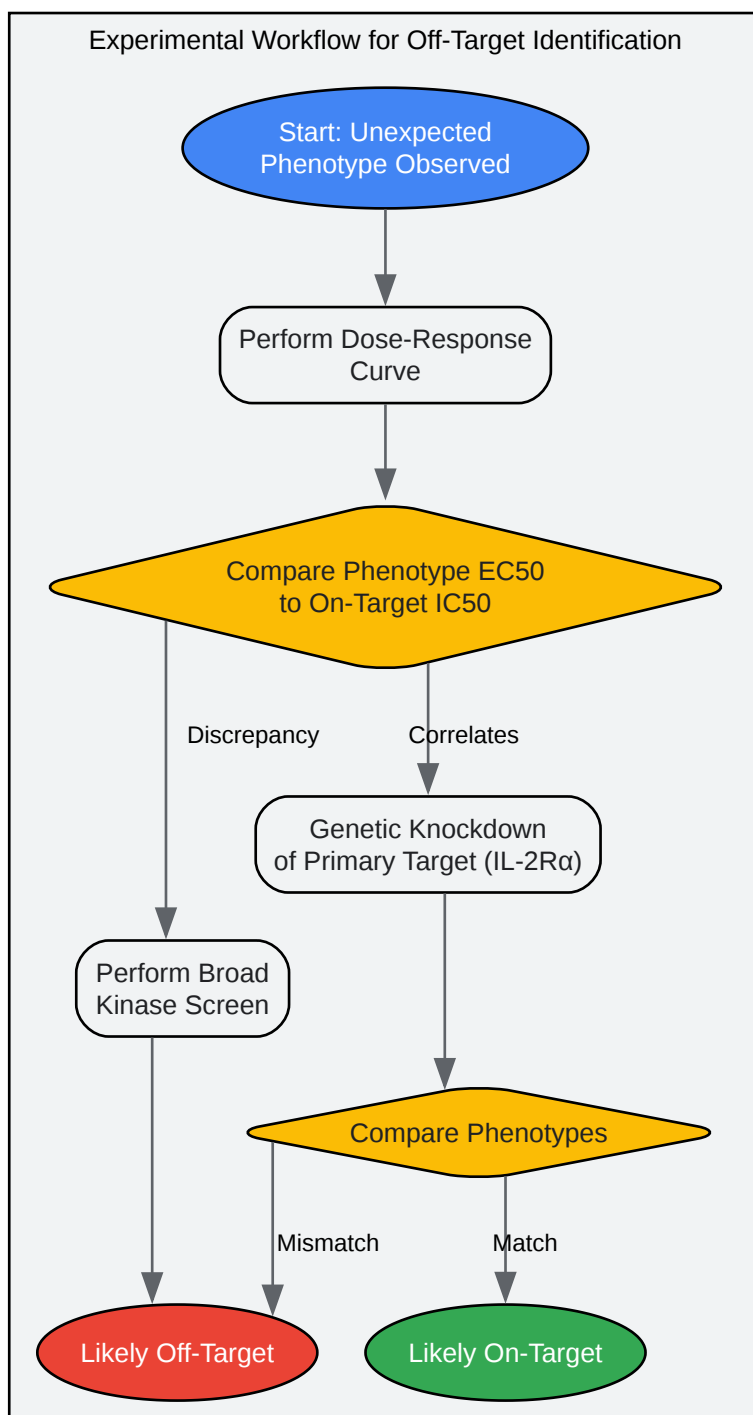 Experimental Workflow for Off-Target Identification
Start: Unexpected
Phenotype Observed
Perform Dose-Response
Curve
Compare Phenotype EC50
to On-Target IC50
Discrepancy
Correlates
Genetic Knockdown
of Primary Target (IL-2Rα)
Perform Broad
Kinase Screen
Compare Phenotypes
Mismatch
Match
Likely Off-Target
Likely On-Target